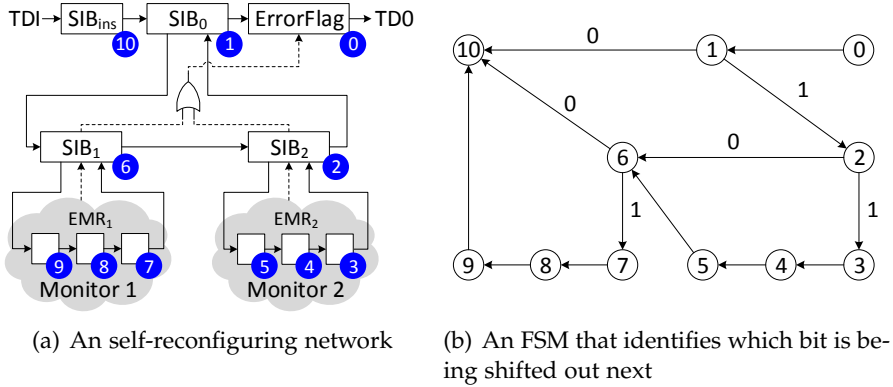 TDI SIBins SIB0 ErrorFlag TD0
10 1 0
SIB1 SIB2
6 2
EMR1 EMR2
9 8 7 5 4 3
Monitor 1 Monitor 2
(a) An self-reconfiguring network
0
10 1 0
0 1
0
6 2
1 1
9 8 7 5 4 3
(b) An FSM that identifies which bit is be-
ing shifted out next